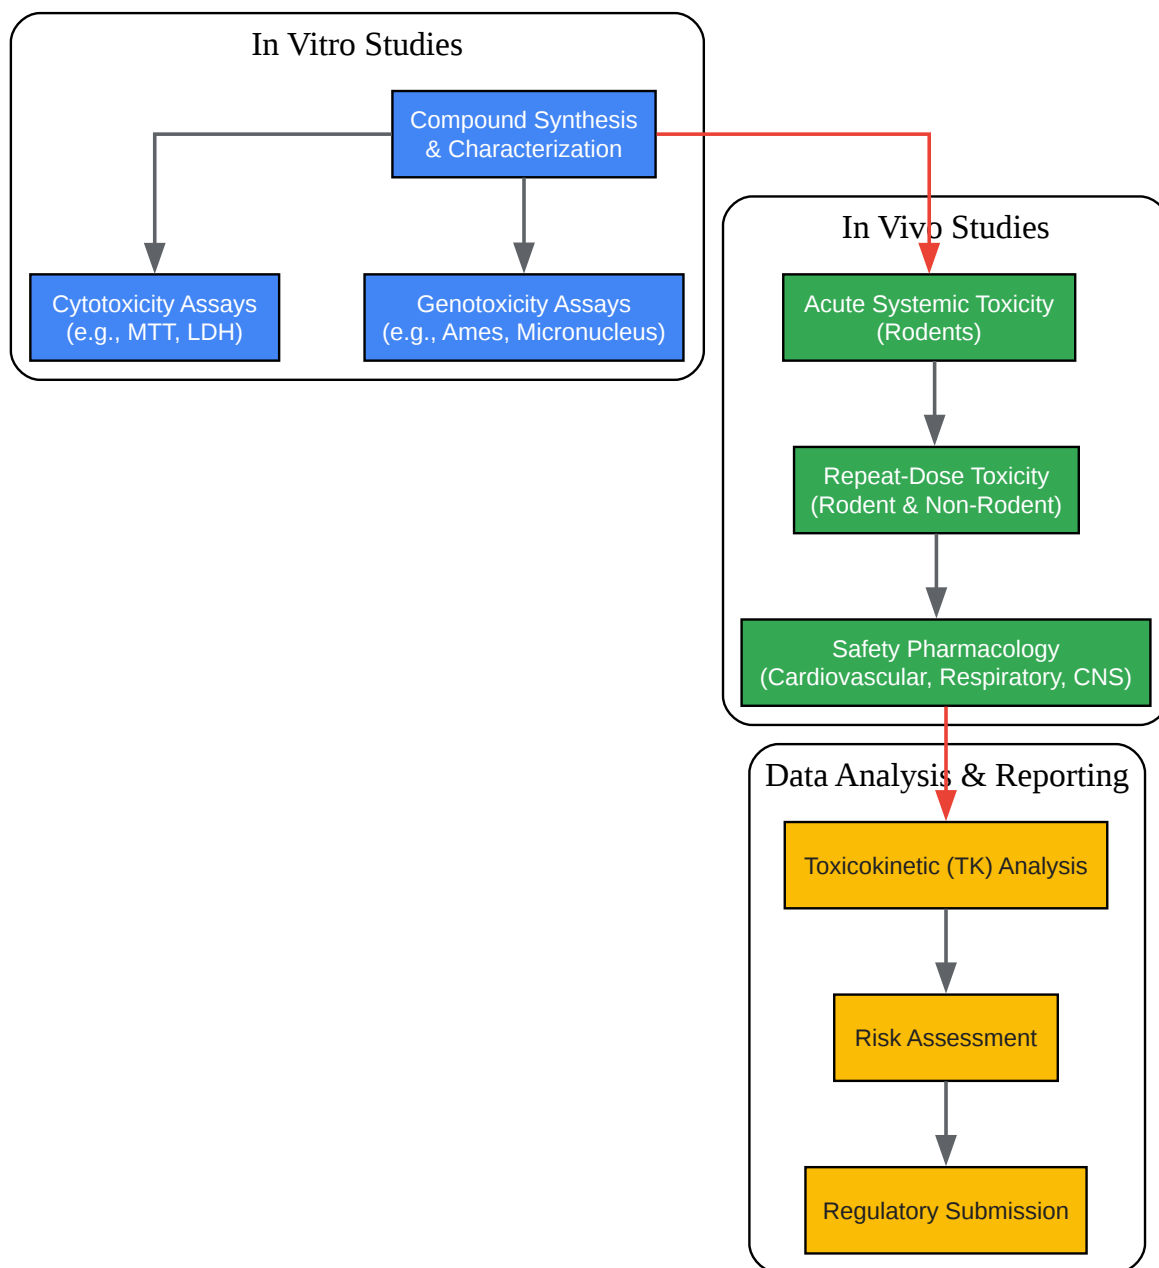 In Vitro Studies
Compound Synthesis
& Characterization
Cytotoxicity Assays
(e.g., MTT, LDH)
Genotoxicity Assays
(e.g., Ames, Micronucleus)
In Vivo Studies
Acute Systemic Toxicity
(Rodents)
Repeat-Dose Toxicity
(Rodent & Non-Rodent)
Safety Pharmacology
(Cardiovascular, Respiratory, CNS)
Data Analysis & Reporting
Toxicokinetic (TK) Analysis
Risk Assessment
Regulatory Submission